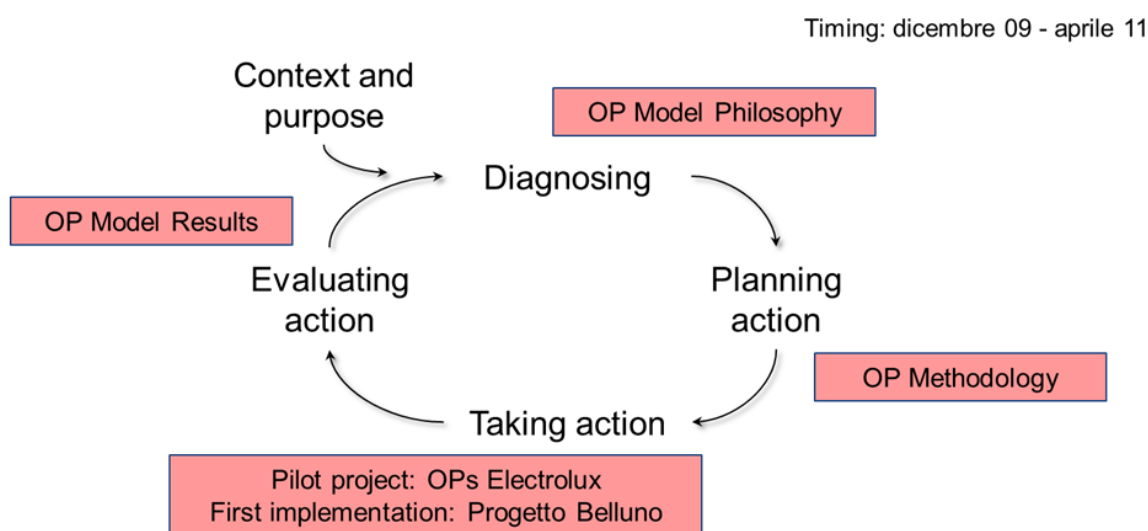 Timing: dicembre 09 - aprile 11
Context and
purpose
OP Model Philosophy
Diagnosing
OP Model Results
Evaluating
action
Planning
action
OP Methodology
Taking action
Pilot project: OPs Electrolux
First implementation: Progetto Belluno